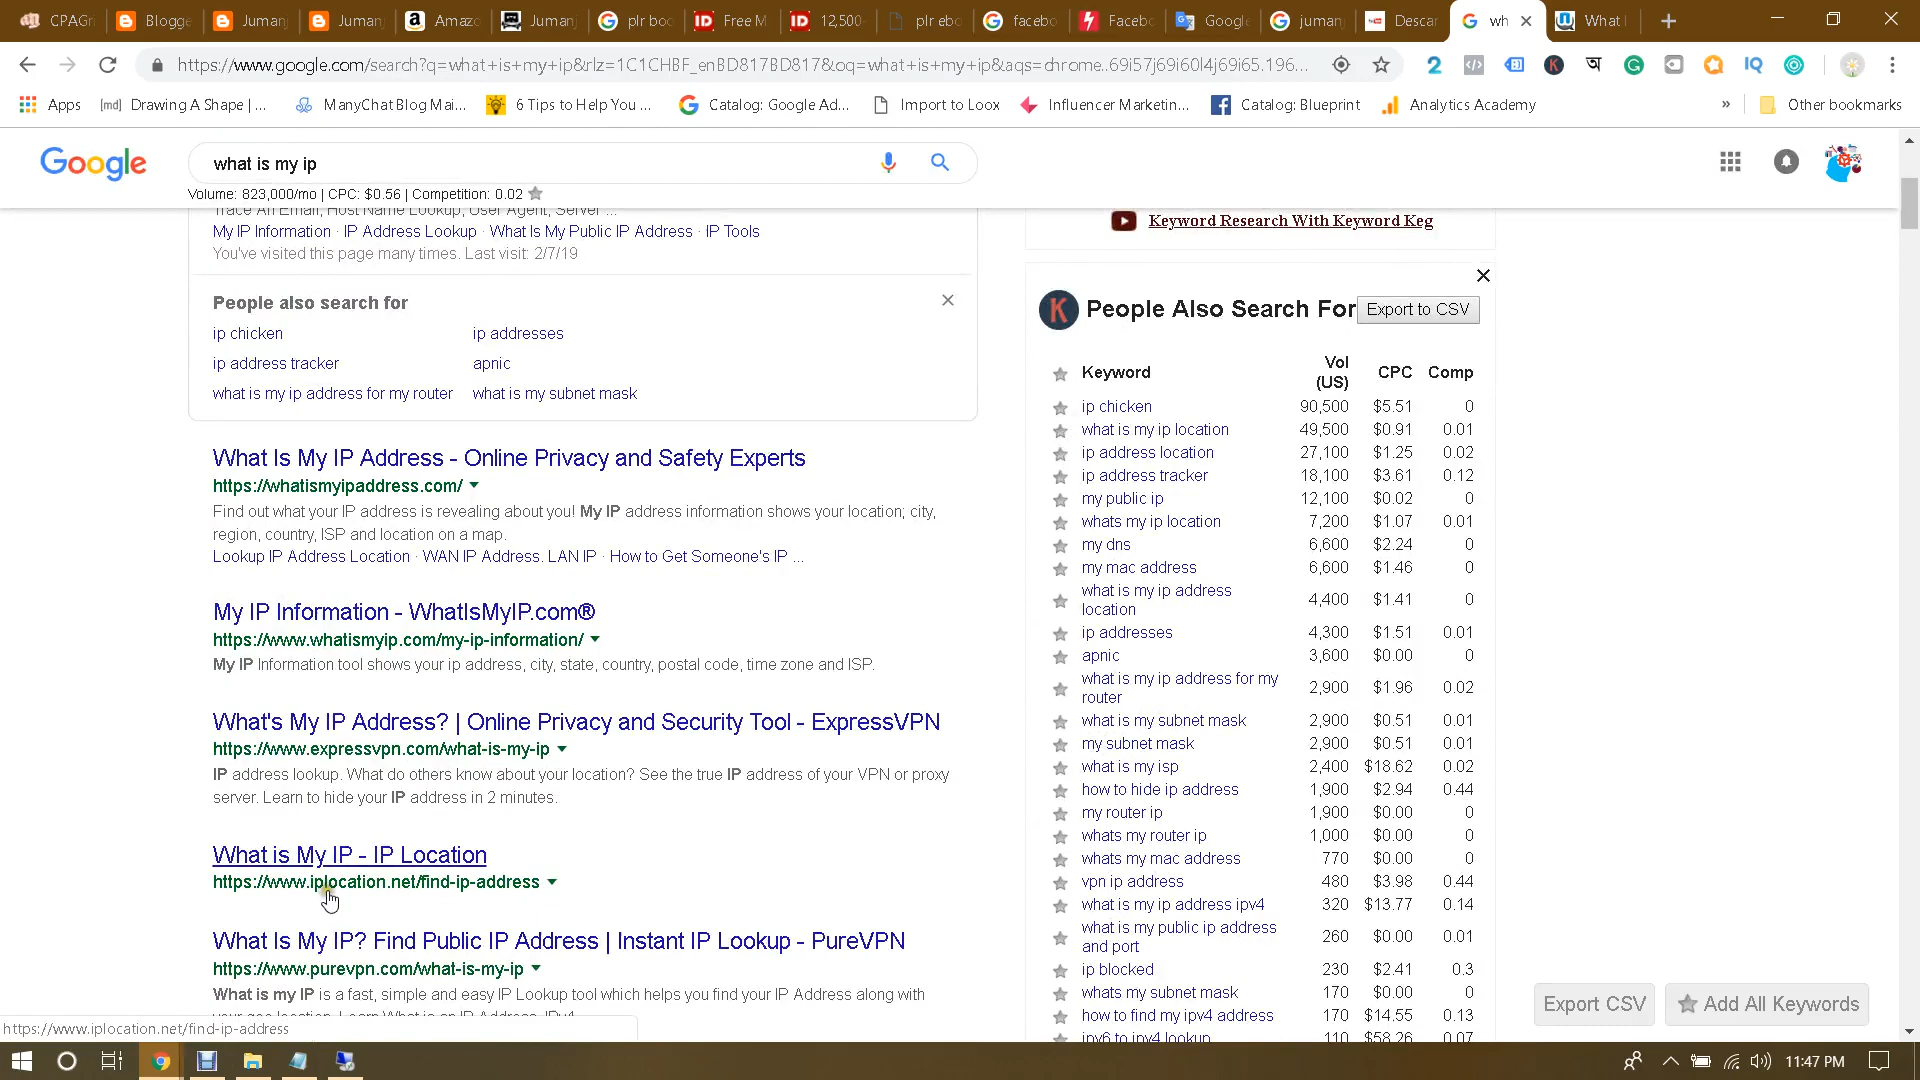 CPAGr
Blogge
Jumanj
Jumanj
Amazo
Jumanj
plr boo
Free M
12,500
plr ebo
facebo
Facebo
Google
jumanj
Descar
wh
What I
https://www.google.com/search?q=what+is+my+ip&rlz=1C1CHBF_enBD817BD817&oq=what+is+my+ip&aqs=chrome..69i57j69i60l4j69i65.196...
Apps
[md] Drawing A Shape | ...
ManyChat Blog Mai...
6 Tips to Help You ...
Catalog: Google Ad...
Import to Loox
Influencer Marketin...
Catalog: Blueprint
Analytics Academy
»
Other bookmarks
Google
what is my ip
Volume: 823,000/mo | CPC: $0.56 | Competition: 0.02
Trace An Email, Host Name Lookup, User Agent, Server ...
My IP Information · IP Address Lookup · What Is My Public IP Address · IP Tools
You've visited this page many times. Last visit: 2/7/19
People also search for
ip chicken
ip addresses
ip address tracker
apnic
what is my ip address for my router
what is my subnet mask
What Is My IP Address - Online Privacy and Safety Experts
https://whatismyipaddress.com/
Find out what your IP address is revealing about you! My IP address information shows your location; city,
region, country, ISP and location on a map.
Lookup IP Address Location · WAN IP Address. LAN IP · How to Get Someone's IP ...
My IP Information - WhatIsMyIP.com®
https://www.whatismyip.com/my-ip-information/
My IP Information tool shows your ip address, city, state, country, postal code, time zone and ISP.
What's My IP Address? | Online Privacy and Security Tool - ExpressVPN
https://www.expressvpn.com/what-is-my-ip
IP address lookup. What do others know about your location? See the true IP address of your VPN or proxy
server. Learn to hide your IP address in 2 minutes.
What is My IP - IP Location
https://www.iplocation.net/find-ip-address
What Is My IP? Find Public IP Address | Instant IP Lookup - PureVPN
https://www.purevpn.com/what-is-my-ip
What is my IP is a fast, simple and easy IP Lookup tool which helps you find your IP Address along with
https://www.iplocation.net/find-ip-address
Keyword Research With Keyword Keg
K
People Also Search For
Export to CSV
Keyword Vol (US) CPC Comp
ip chicken 90,500 $5.51 0
what is my ip location 49,500 $0.91 0.01
ip address location 27,100 $1.25 0.02
ip address tracker 18,100 $3.61 0.12
my public ip 12,100 $0.02 0
whats my ip location 7,200 $1.07 0.01
my dns 6,600 $2.24 0
my mac address 6,600 $1.46 0
what is my ip address location 4,400 $1.41 0
ip addresses 4,300 $1.51 0.01
apnic 3,600 $0.00 0
what is my ip address for my router 2,900 $1.96 0.02
what is my subnet mask 2,900 $0.51 0.01
my subnet mask 2,900 $0.51 0.01
what is my isp 2,400 $18.62 0.02
how to hide ip address 1,900 $2.94 0.44
my router ip 1,900 $0.00 0
whats my router ip 1,000 $0.00 0
whats my mac address 770 $0.00 0
vpn ip address 480 $3.98 0.44
what is my ip address ipv4 320 $13.77 0.14
what is my public ip address and port 260 $0.00 0.01
ip blocked 230 $2.41 0.3
whats my subnet mask 170 $0.00 0
how to find my ipv4 address 170 $14.55 0.13
ipv6 to ipv4 lookup 110 $58.26 0.07
Export CSV
Add All Keywords
11:47 PM